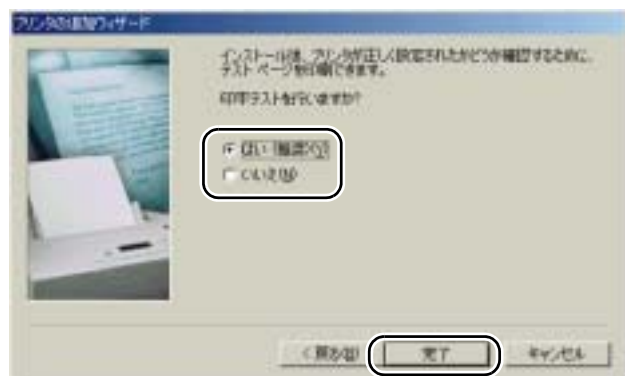 プリンタの追加ウィザード
インストール後、プリンタが正しく設定されたかどうか確認するために、
テスト ページを印刷できます。
印字テストを行いますか?
はい (推奨)(Y)
いいえ(N)
< 戻る(B)
完了
キャンセル